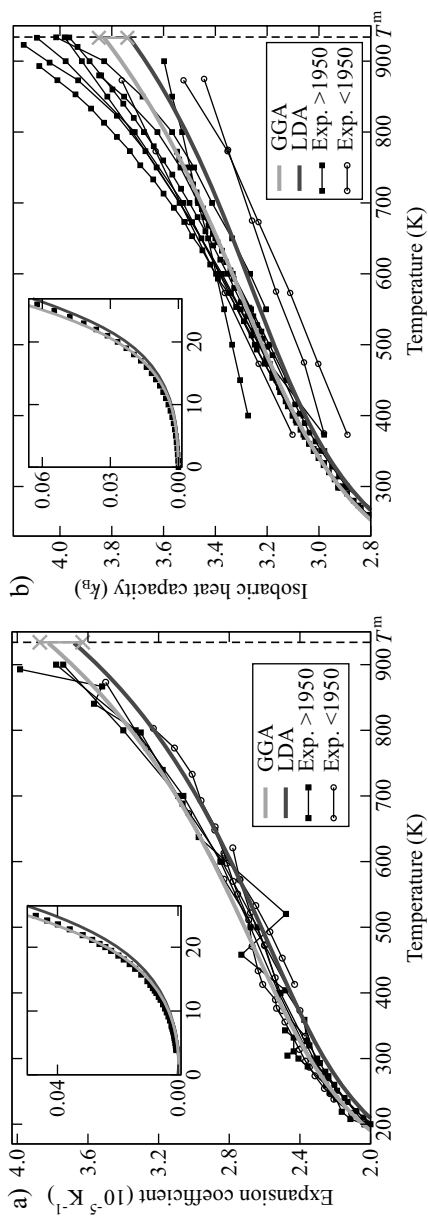 a)
Expansion coefficient (10⁻⁵ K⁻¹)
4.0
3.6
3.2
2.8
2.4
2.0
0.04
0.00
0 10 20
GGA
LDA
Exp. >1950
Exp. <1950
200 300 400 500 600 700 800 900 Tᵐ
Temperature (K)
b)
Isobaric heat capacity (k_B)
4.0
3.8
3.6
3.4
3.2
3.0
2.8
0.06
0.03
0.00
0 10 20
GGA
LDA
Exp. >1950
Exp. <1950
300 400 500 600 700 800 900 Tᵐ
Temperature (K)